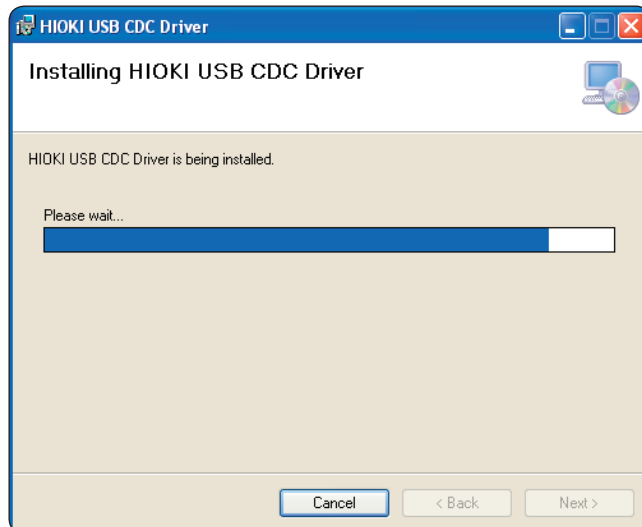 HIOKI USB CDC Driver
Installing HIOKI USB CDC Driver
HIOKI USB CDC Driver is being installed.
Please wait...
Cancel
< Back
Next >